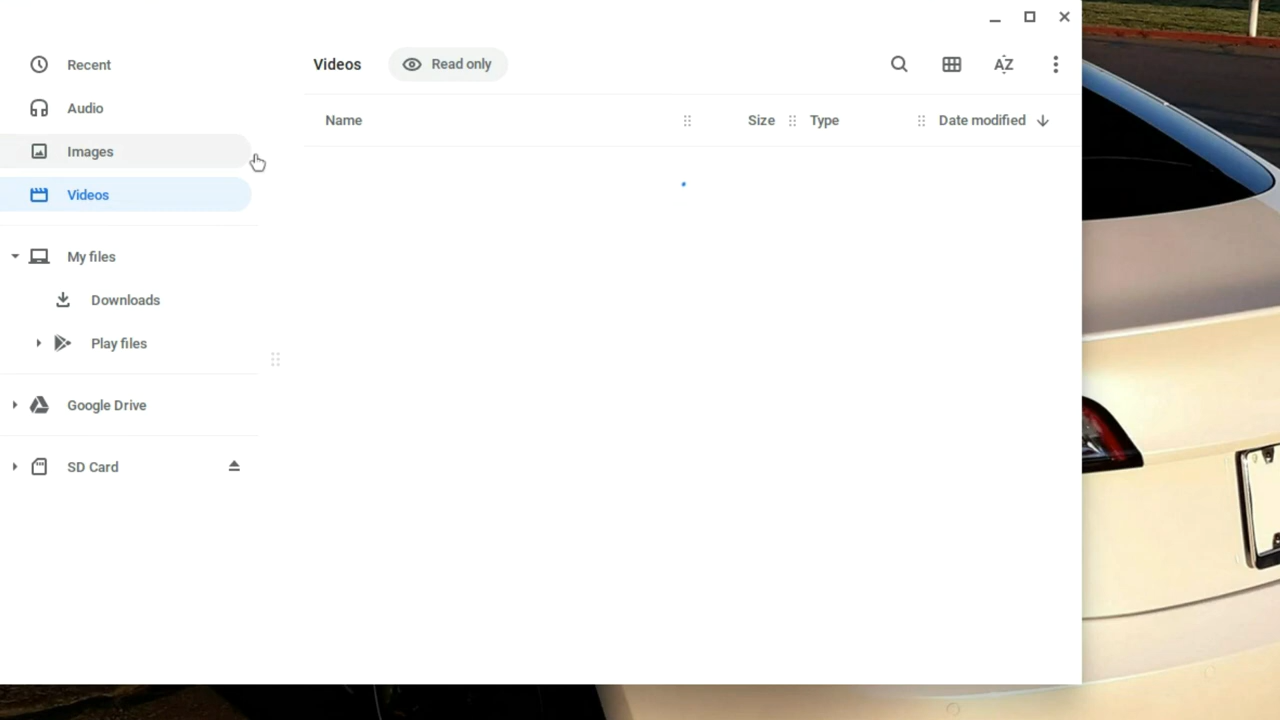 Recent
Audio
Images
Videos
My files
Downloads
Play files
Google Drive
SD Card
Videos
Read only
AZ
Name
Size
Type
Date modified